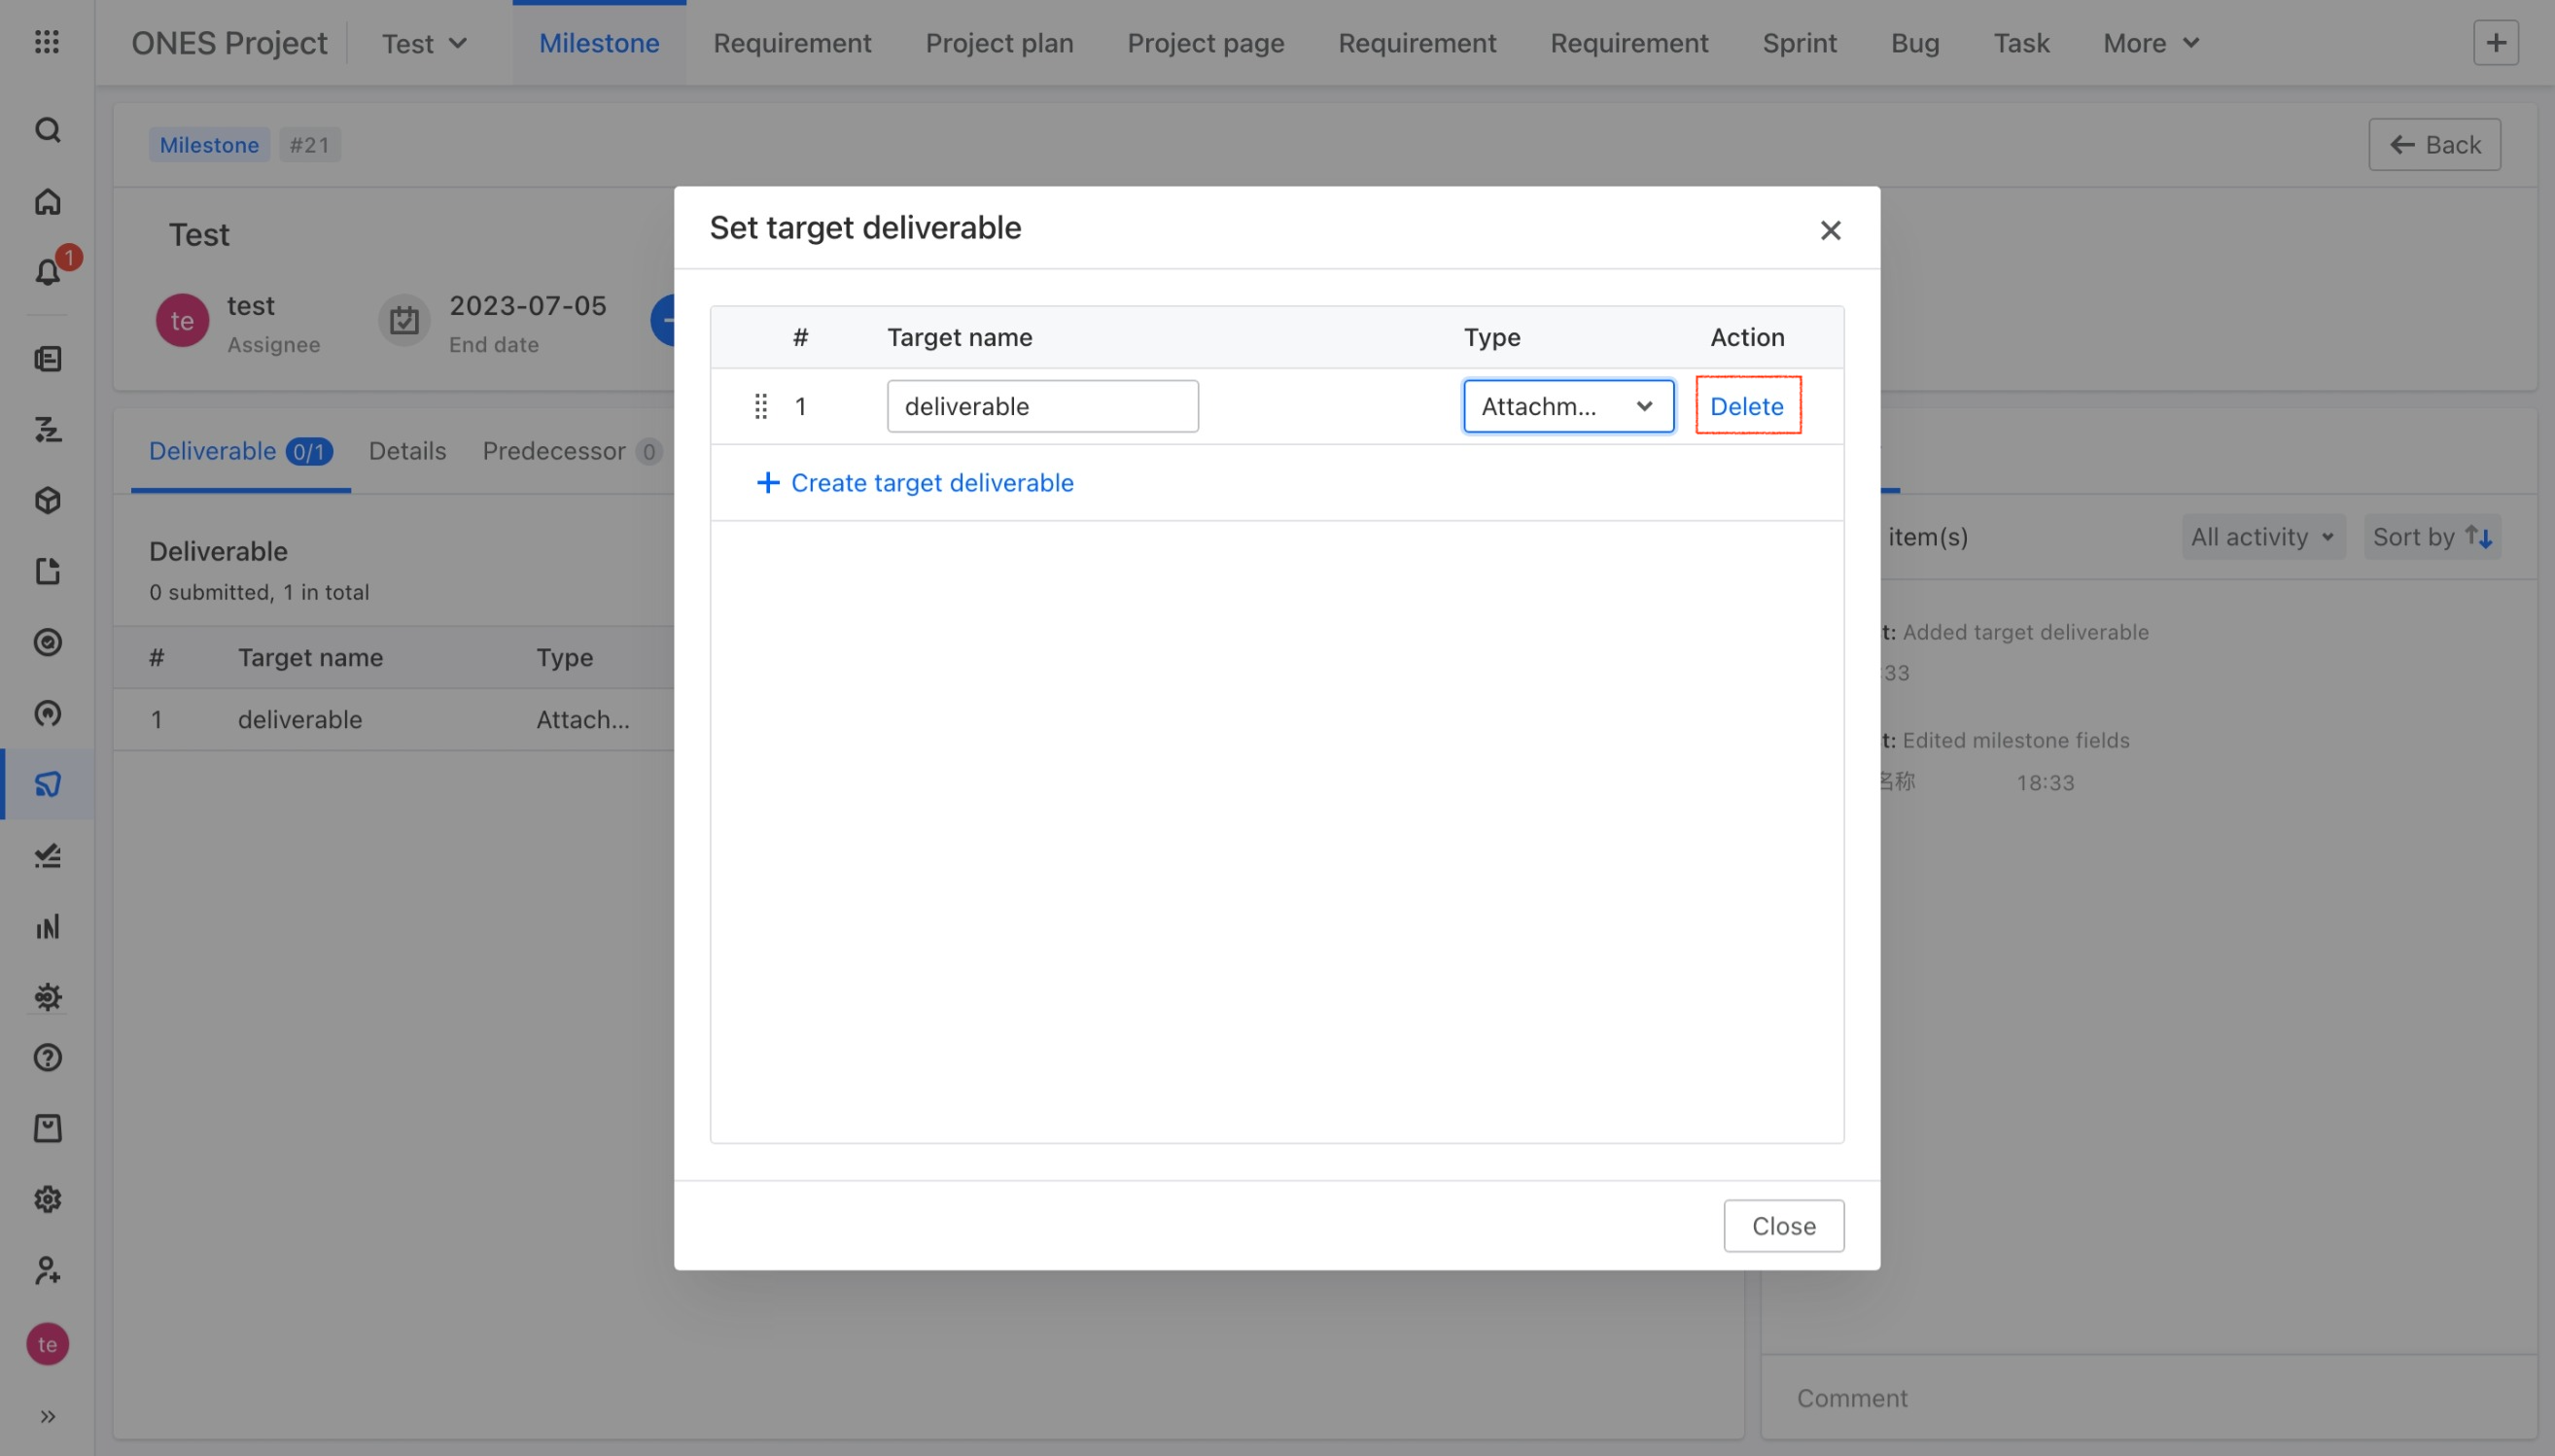 ONES Project
Test
Milestone
Requirement
Project plan
Project page
Requirement
Requirement
Sprint
Bug
Task
More
Milestone #21
Back
Test
1
te
test
Assignee
2023-07-05
End date
Deliverable 0/1
Details
Predecessor 0
Deliverable
0 submitted, 1 in total
# Target name Type
1 deliverable Attach...
Set target deliverable
# Target name Type Action
1 deliverable Attachm... Delete
Create target deliverable
Close
item(s)
All activity
Sort by
t: Added target deliverable
:33
t: Edited milestone fields
名称 18:33
Comment
te